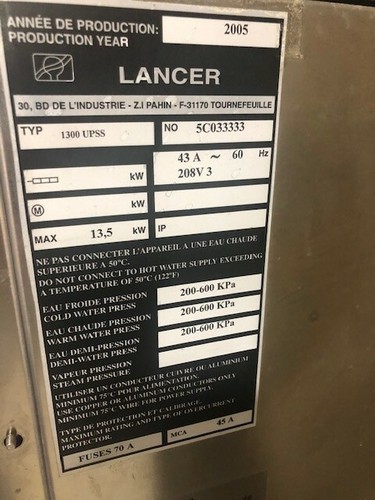 ANNÉE DE PRODUCTION: 2005
PRODUCTION YEAR
LANCER
30, BD DE L'INDUSTRIE - Z.I PAHIN - F-31170 TOURNEFEUILLE
TYP 1300 UPSS NO 5C033333
43 A ~ 60 Hz
kW 208V 3
M kW
MAX 13,5 kW IP
NE PAS CONNECTER L'APPAREIL A UNE EAU CHAUDE
SUPERIEURE A 50°C.
DO NOT CONNECT TO HOT WATER SUPPLY EXCEEDING
A TEMPERATURE OF 50°C (122°F)
EAU FROIDE PRESSION 200-600 KPa
COLD WATER PRESS
EAU CHAUDE PRESSION 200-600 KPa
WARM WATER PRESS
EAU DEMI-PRESSION 200-600 KPa
DEMI-WATER PRESS
VAPEUR PRESSION
STEAM PRESSURE
UTILISER UN CONDUCTEUR CUIVRE OU ALUMINIUM
MINIMUM 75°C POUR ALIMENTATION.
USE COPPER OR ALUMINUM CONDUCTORS ONLY
MINIMUM 75°C WIRE FOR POWER SUPPLY.
TYPE DE PROTECTION ET CALIBRAGE.
MAXIMUM RATING AND TYPE OF OVERCURRENT
PROTECTOR.
FUSES 70 A MCA 45 A